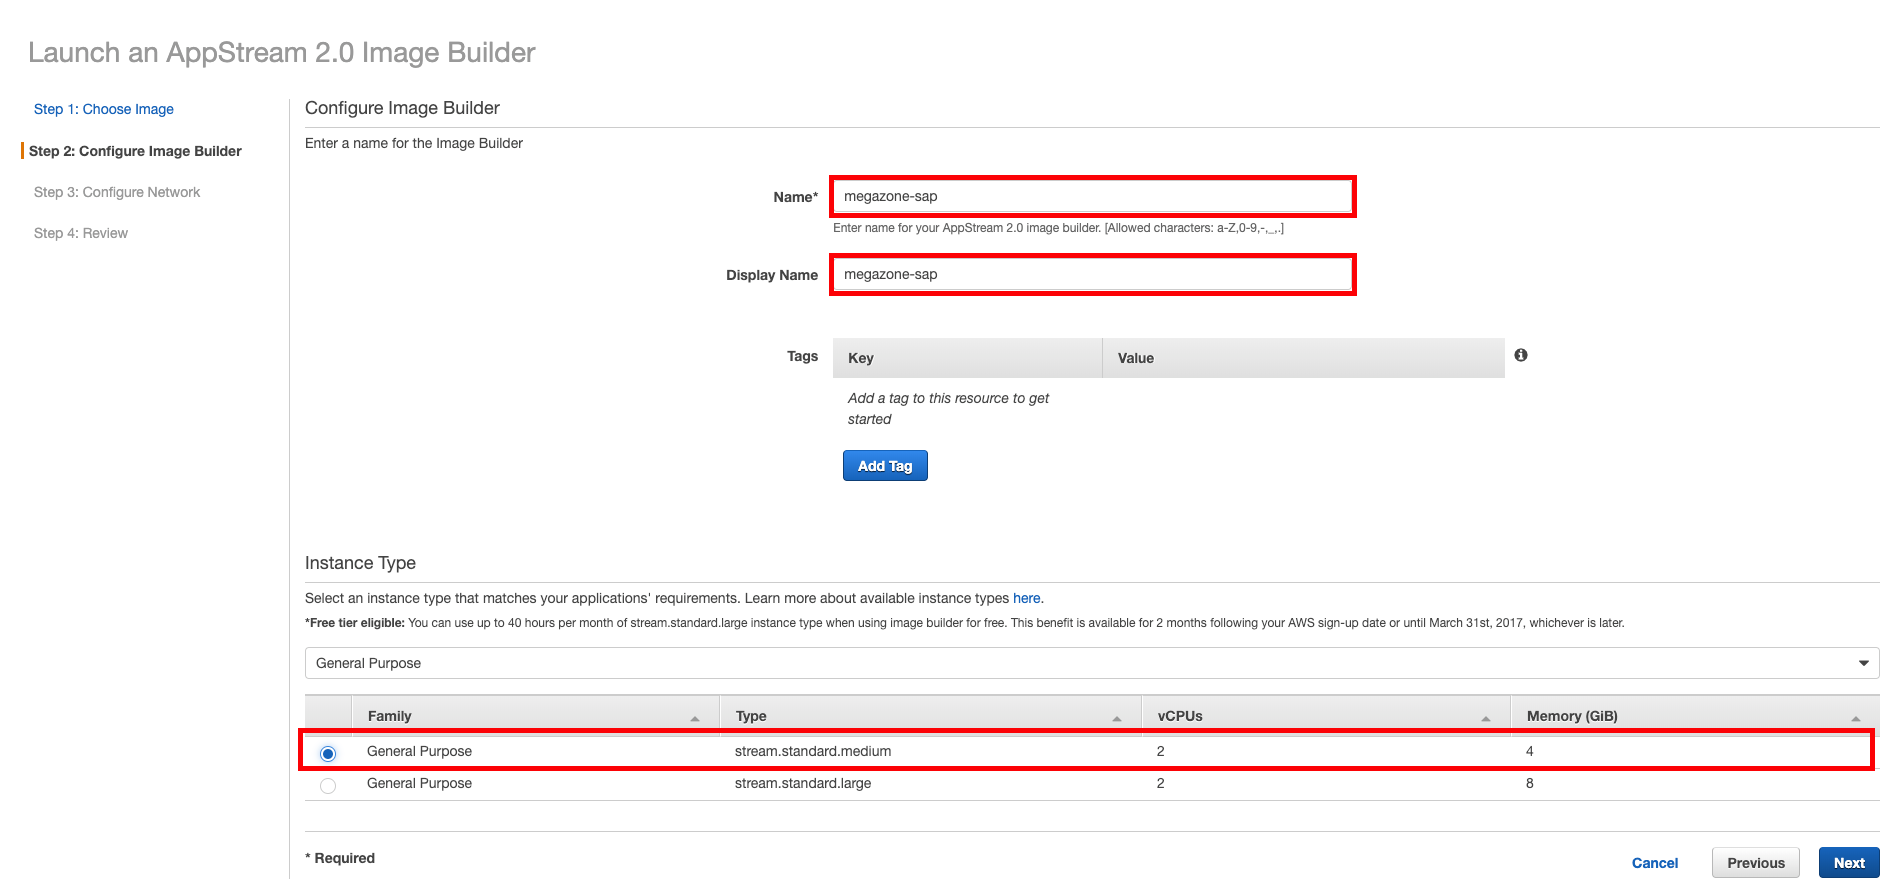 Launch an AppStream 2.0 Image Builder
Step 1: Choose Image
Step 2: Configure Image Builder
Step 3: Configure Network
Step 4: Review
Configure Image Builder
Enter a name for the Image Builder
Name* megazone-sap
Enter name for your AppStream 2.0 image builder. [Allowed characters: a-Z,0-9,-,_,.]
Display Name megazone-sap
Tags Key Value
Add a tag to this resource to get
started
Add Tag
Instance Type
Select an instance type that matches your applications' requirements. Learn more about available instance types here.
*Free tier eligible: You can use up to 40 hours per month of stream.standard.large instance type when using image builder for free. This benefit is available for 2 months following your AWS sign-up date or until March 31st, 2017, whichever is later.
General Purpose
Family Type vCPUs Memory (GiB)
General Purpose stream.standard.medium 2 4
General Purpose stream.standard.large 2 8
* Required
Cancel Previous Next